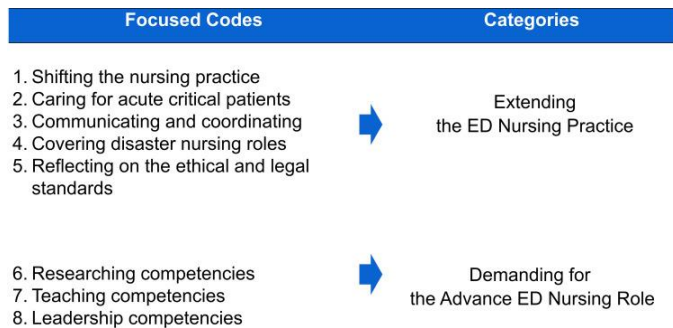 Focused Codes
Categories
1. Shifting the nursing practice
2. Caring for acute critical patients
3. Communicating and coordinating
4. Covering disaster nursing roles
5. Reflecting on the ethical and legal
standards
Extending
the ED Nursing Practice
6. Researching competencies
7. Teaching competencies
8. Leadership competencies
Demanding for
the Advance ED Nursing Role